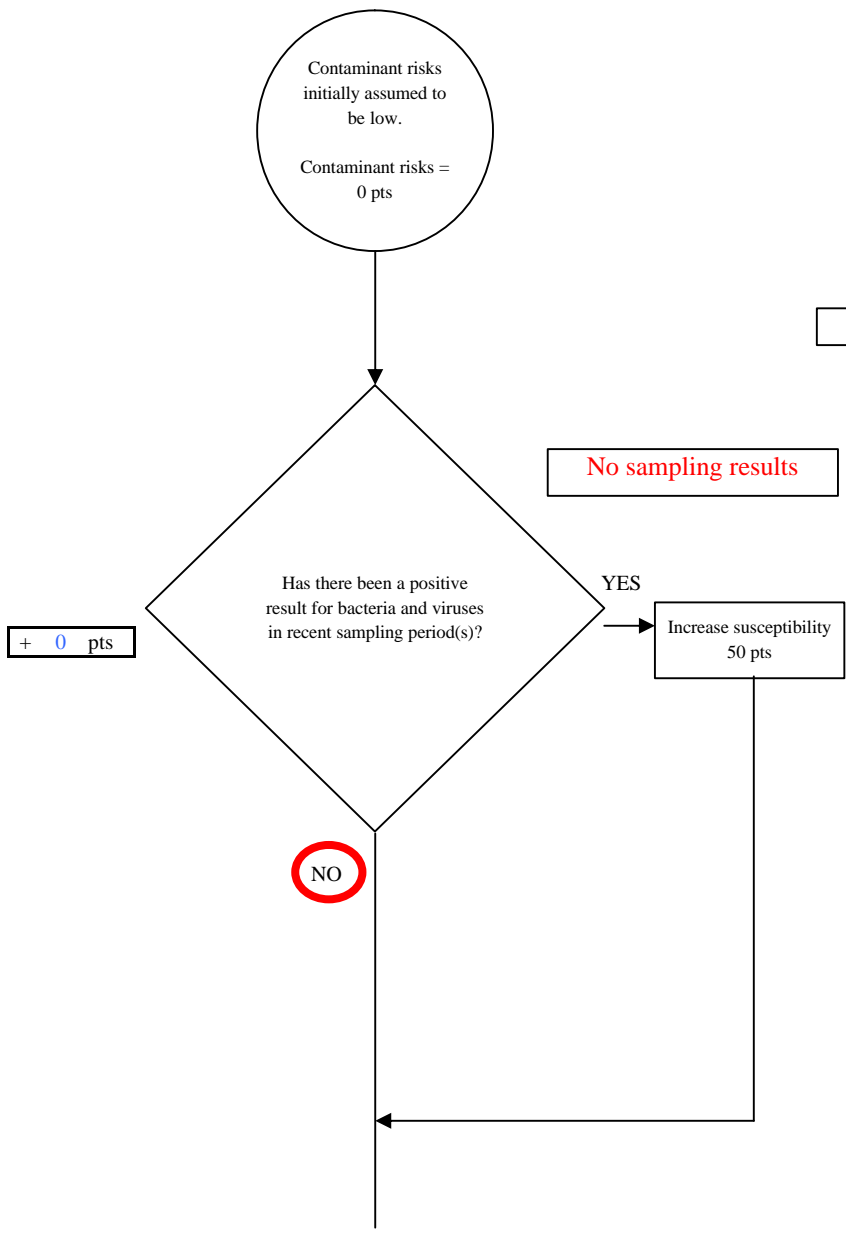 Contaminant risks
initially assumed to
be low.
Contaminant risks =
0 pts
No sampling results
Has there been a positive
result for bacteria and viruses
in recent sampling period(s)?
YES
+ 0 pts
Increase susceptibility
50 pts
NO